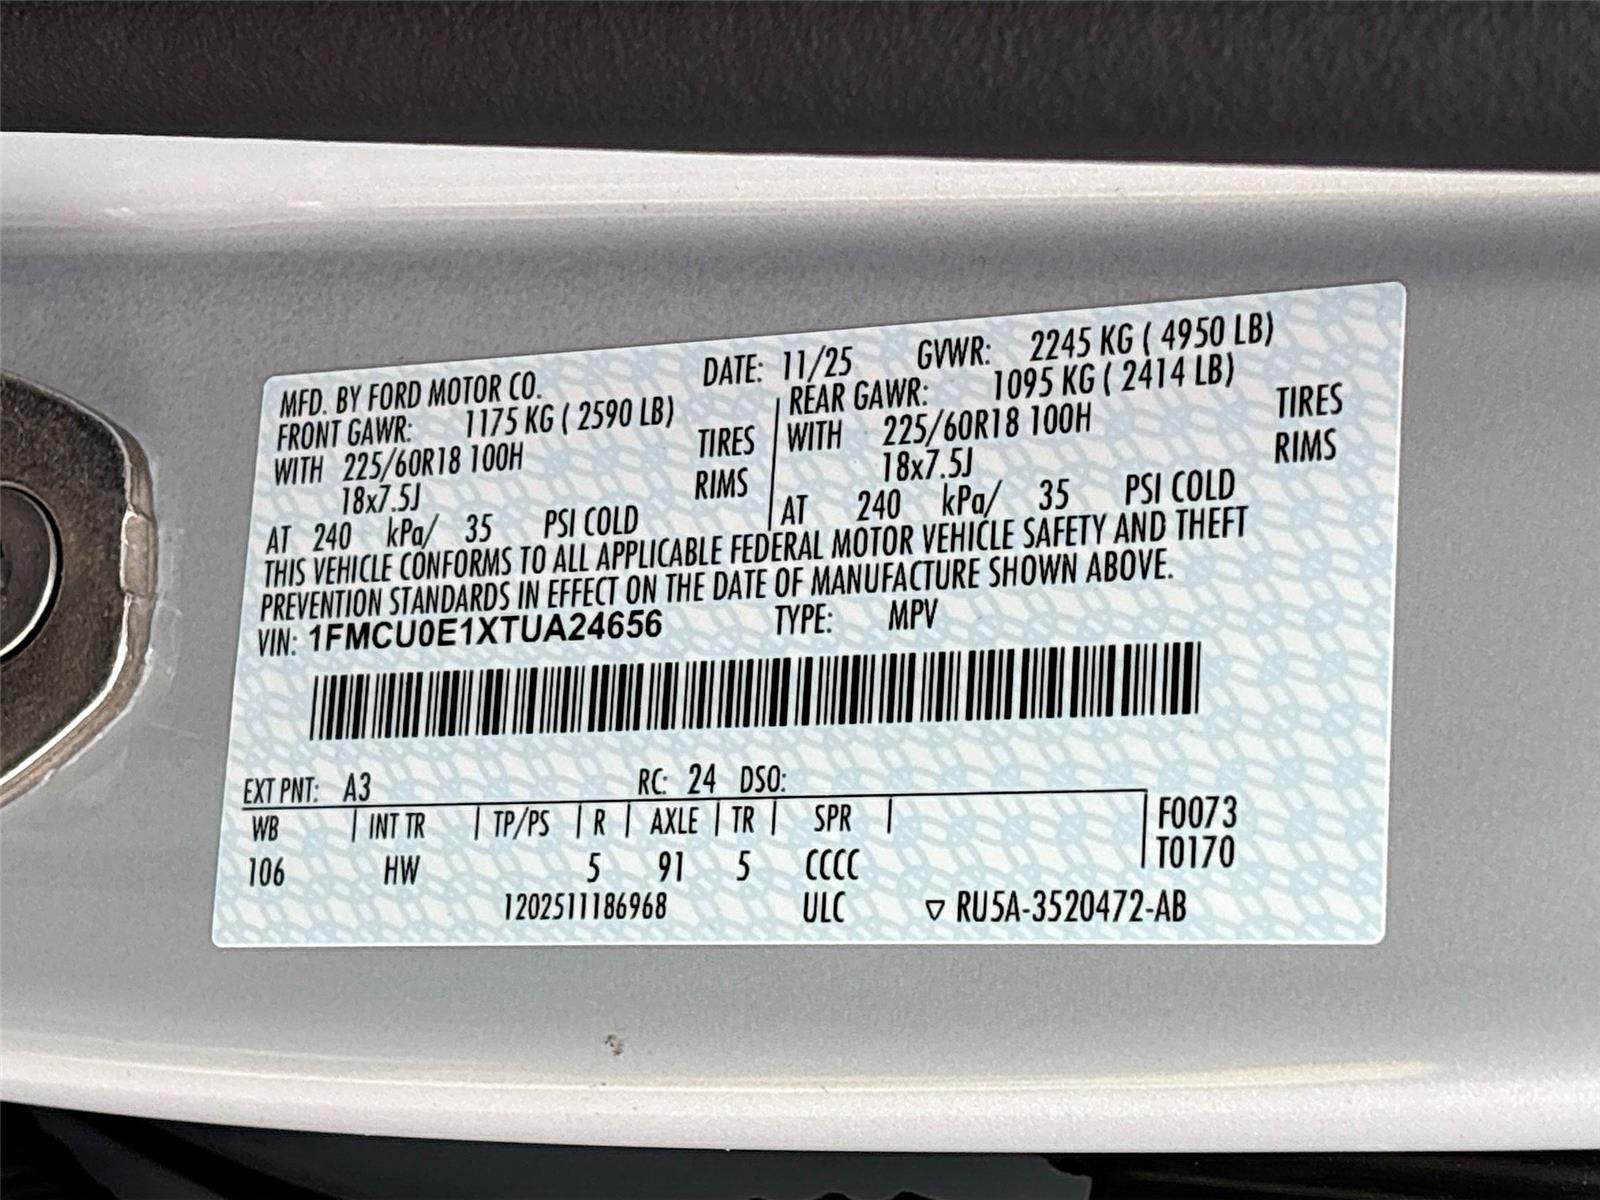 MFD. BY FORD MOTOR CO. DATE: 11/25 GVWR: 2245 KG ( 4950 LB)
FRONT GAWR: 1175 KG ( 2590 LB)
WITH 225/60R18 100H TIRES
18x7.5J RIMS
AT 240 kPa/ 35 PSI COLD
REAR GAWR: 1095 KG ( 2414 LB)
WITH 225/60R18 100H TIRES
18x7.5J RIMS
AT 240 kPa/ 35 PSI COLD
THIS VEHICLE CONFORMS TO ALL APPLICABLE FEDERAL MOTOR VEHICLE SAFETY AND THEFT
PREVENTION STANDARDS IN EFFECT ON THE DATE OF MANUFACTURE SHOWN ABOVE.
VIN: 1FMCU0E1XTUA24656 TYPE: MPV
EXT PNT: A3 RC: 24 DSO:
WB INT TR TP/PS R AXLE TR SPR F0073
106 HW 5 91 5 CCCC T0170
1202511186968 ULC ▽ RU5A-3520472-AB